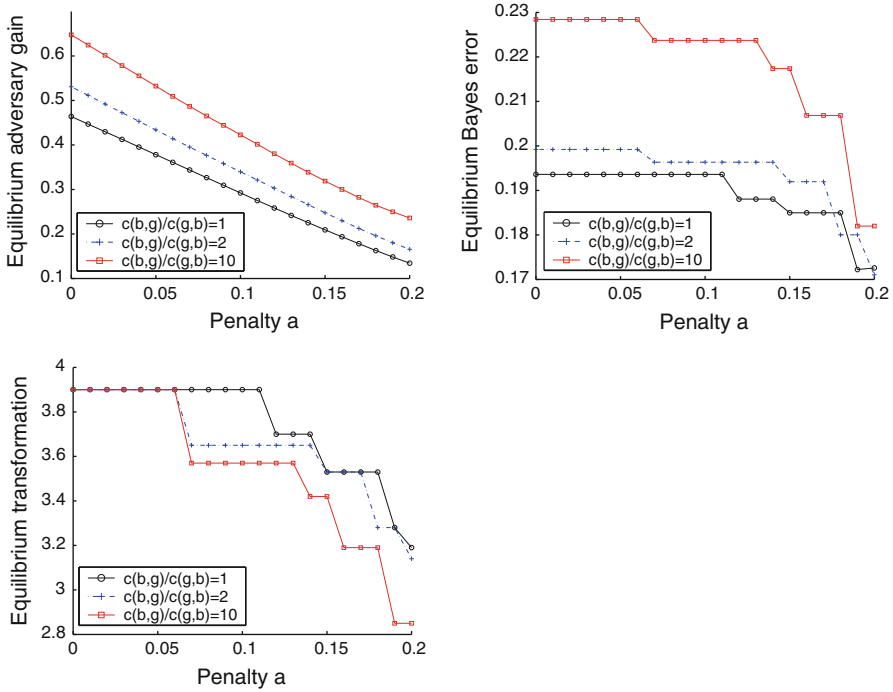 Equilibrium adversary gain
0.6
0.5
0.4
0.3
0.2
0.1
c(b,g)/c(g,b)=1
c(b,g)/c(g,b)=2
c(b,g)/c(g,b)=10
0
0.05
0.1
0.15
0.2
Penalty a
Equilibrium Bayes error
0.23
0.22
0.21
0.2
0.19
0.18
0.17
c(b,g)/c(g,b)=1
c(b,g)/c(g,b)=2
c(b,g)/c(g,b)=10
0
0.05
0.1
0.15
0.2
Penalty a
Equilibrium transformation
4
3.8
3.6
3.4
3.2
3
2.8
c(b,g)/c(g,b)=1
c(b,g)/c(g,b)=2
c(b,g)/c(g,b)=10
0
0.05
0.1
0.15
0.2
Penalty a